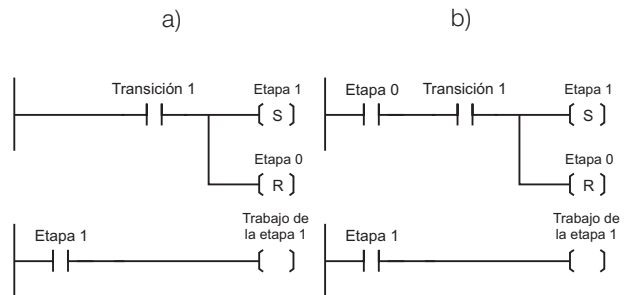 a)
b)
Transición 1
Etapa 1
S
Etapa 0
R
Etapa 1
Trabajo de
la etapa 1
Etapa 0
Transición 1
Etapa 1
S
Etapa 0
R
Etapa 1
Trabajo de
la etapa 1